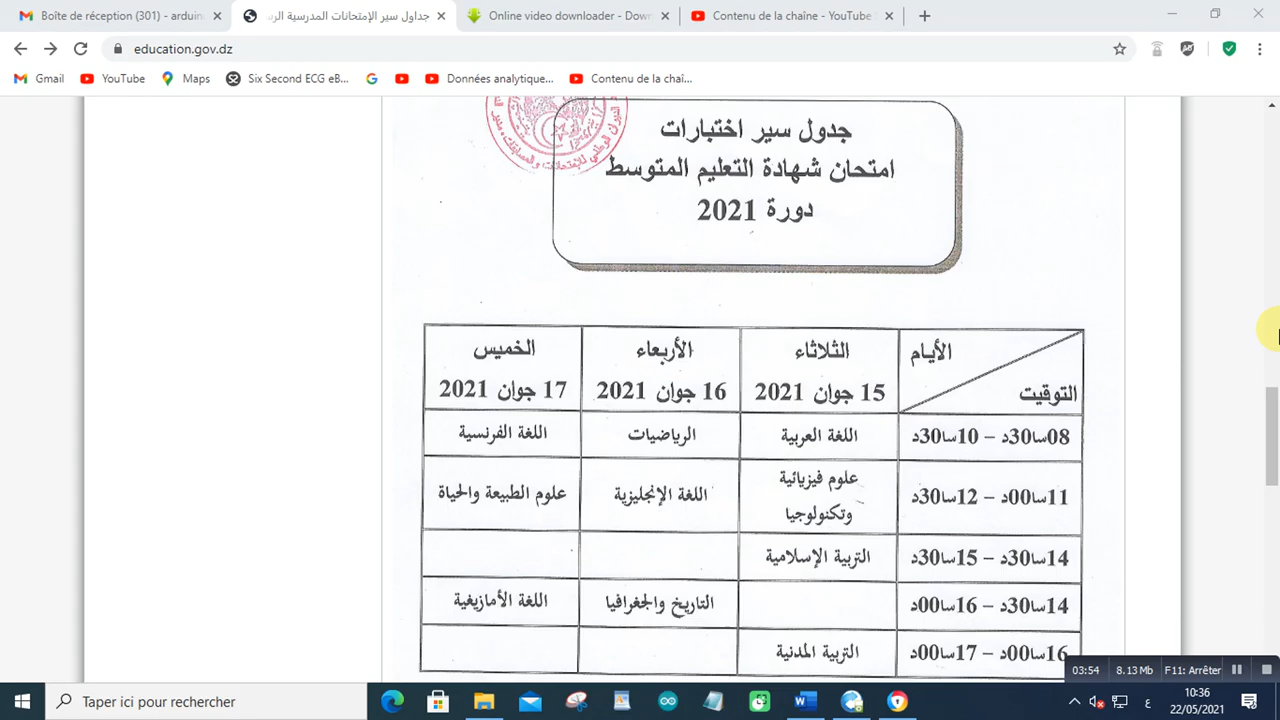 Boîte de réception (301) - arduin
جداول سير الإمتحانات المدرسية الرس
Online video downloader - Down
Contenu de la chaîne - YouTube S
education.gov.dz
Gmail
YouTube
Maps
Six Second ECG eB...
Données analytique...
Contenu de la chaî...
جدول سير اختبارات
امتحان شهادة التعليم المتوسط
دورة 2021
الأيام
التوقيت
الثلاثاء
15 جوان 2021
الأربعاء
16 جوان 2021
الخميس
17 جوان 2021
08سا30د – 10سا30د
اللغة العربية
الرياضيات
اللغة الفرنسية
11سا00د – 12سا30د
علوم فيزيائية
وتكنولوجيا
اللغة الإنجليزية
علوم الطبيعة والحياة
14سا30د – 15سا30د
التربية الإسلامية
14سا30د – 16سا00د
التاريخ والجغرافيا
اللغة الأمازيغية
16سا00د – 17سا00د
التربية المدنية
03:54
8.13 Mb
F11: Arrêter
Taper ici pour rechercher
ع
10:36
22/05/2021